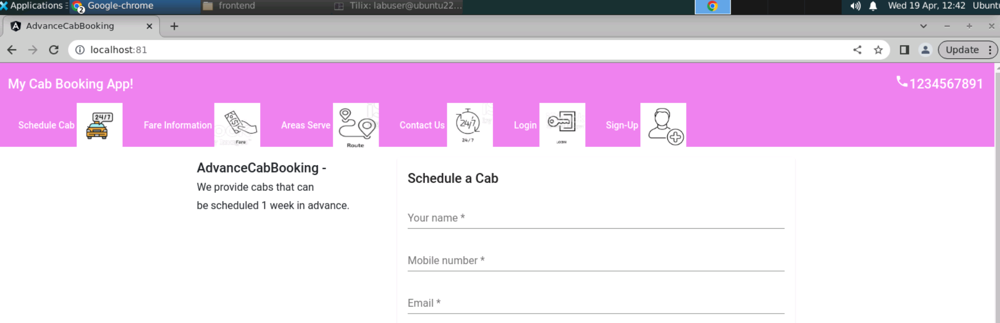 Applications Google-chrome frontend Tilix: labuser@ubuntu22... Wed 19 Apr, 12:42 Ubunt
2
AdvanceCabBooking
localhost:81 Update
My Cab Booking App! 1234567891
Schedule Cab 24/7 Fare Information Fare Areas Serve Route Contact Us 24/7 24/7 Login LOGIN Sign-Up
AdvanceCabBooking -
We provide cabs that can
be scheduled 1 week in advance.
Schedule a Cab
Your name *
Mobile number *
Email *